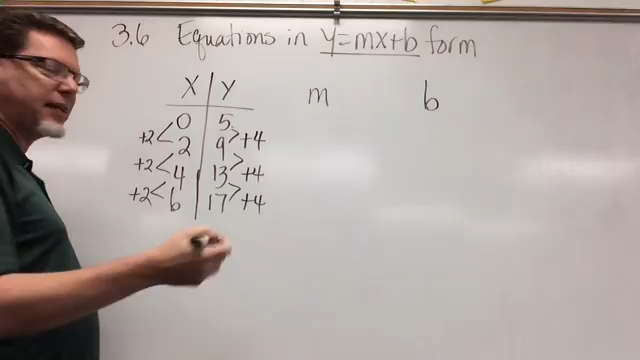 3.6 Equations in y=mx+b form
X Y m b
0 5
+2 < 2 9 > +4
+2 < 4 13 > +4
+2 < 6 17 > +4